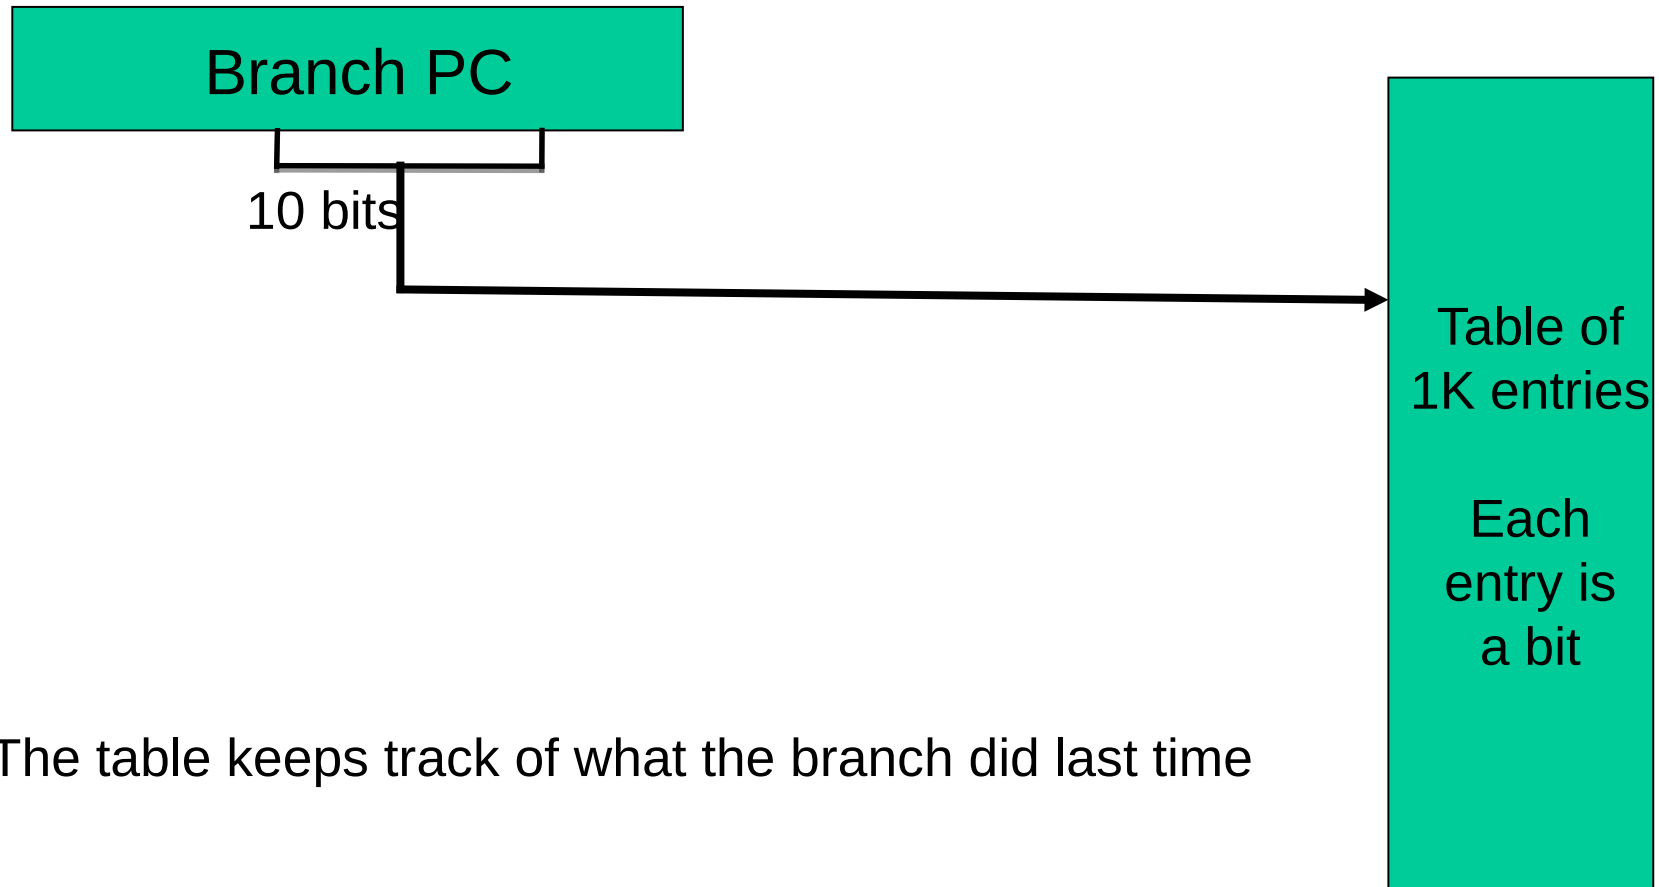 Branch PC
10 bits
Table of
1K entries
Each
entry is
a bit
The table keeps track of what the branch did last time